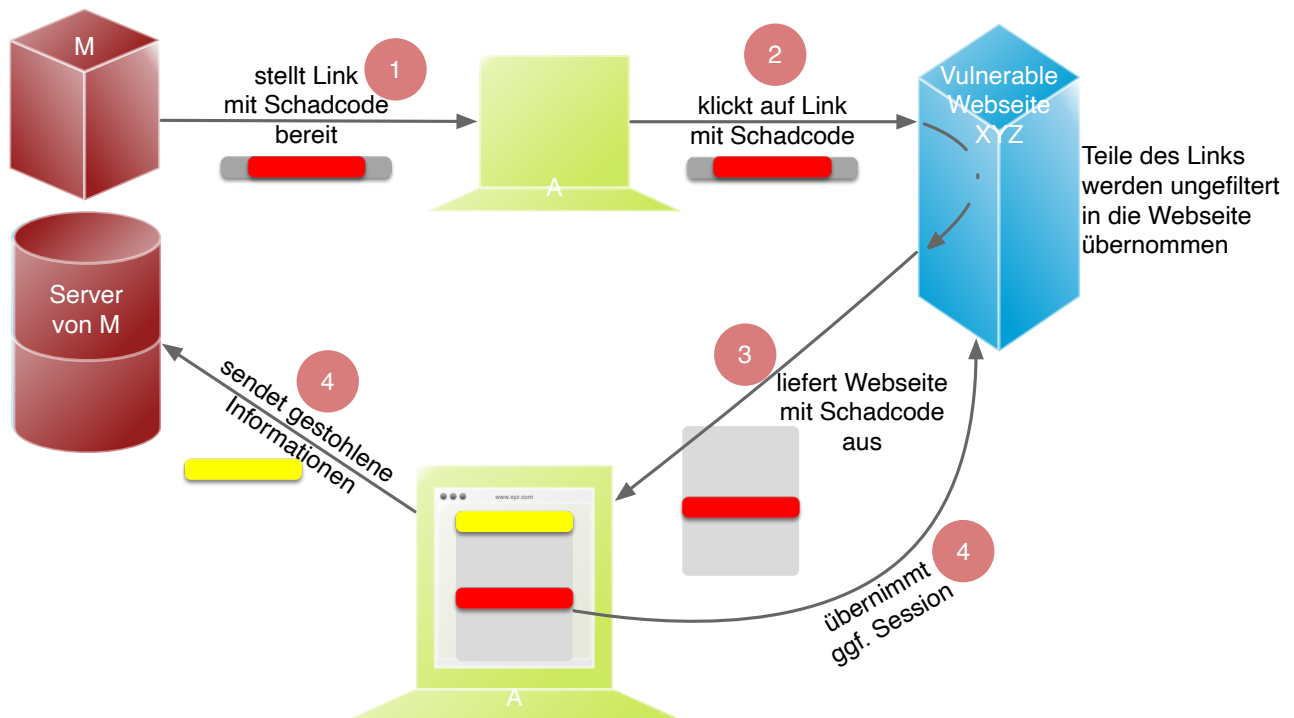 M
stellt Link
mit Schadcode
bereit
1
A
2
klickt auf Link
mit Schadcode
Vulnerable
Webseite
XYZ
Teile des Links
werden ungefiltert
in die Webseite
übernommen
Server
von M
4
sendet gestohlene
Informationen
3
liefert Webseite
mit Schadcode
aus
www.xyz.com
A
4
übernimmt
ggf. Session